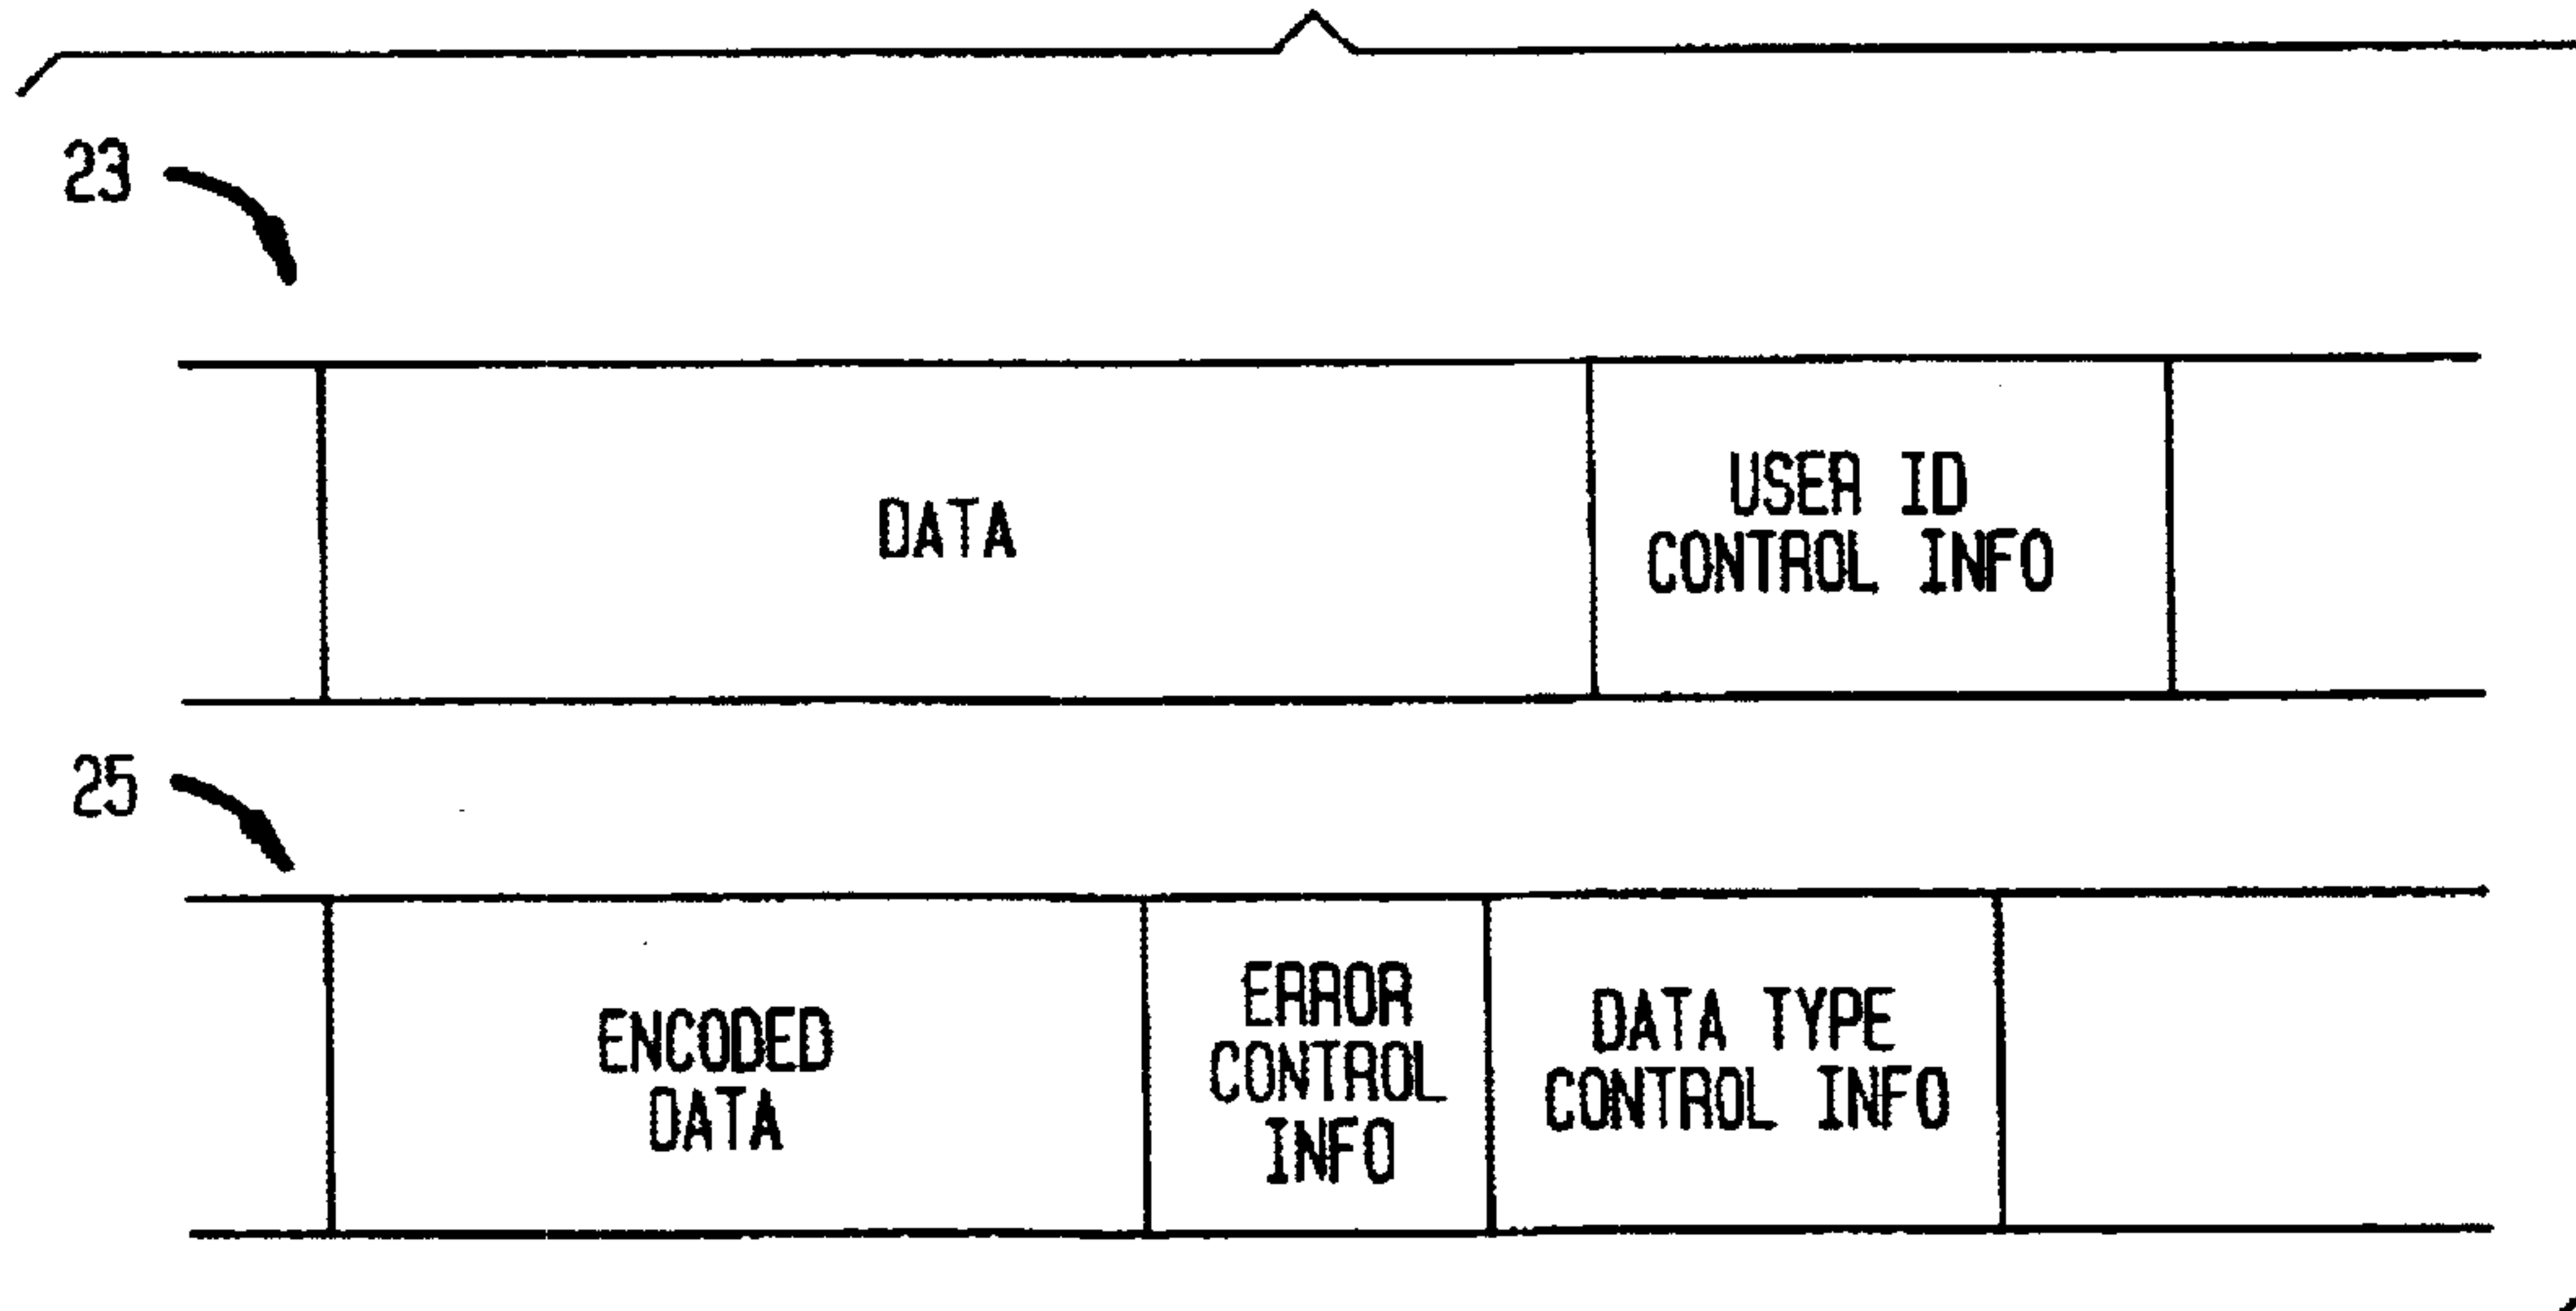 23
DATA
USER ID
CONTROL INFO
25
ENCODED
DATA
ERROR
CONTROL
INFO
DATA TYPE
CONTROL INFO